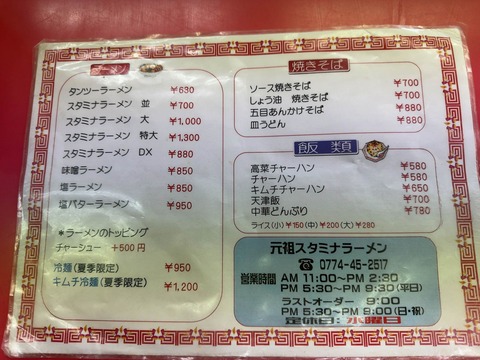 ラーメン
タンツーラーメン ¥630
スタミナラーメン 並 ¥700
スタミナラーメン 大 ¥1,000
スタミナラーメン 特大 ¥1,300
スタミナラーメン DX ¥880
味噌ラーメン ¥850
塩ラーメン ¥850
塩バターラーメン ¥950
*ラーメンのトッピング
チャーシュー +500円
冷麺(夏季限定) ¥950
キムチ冷麺(夏季限定) ¥1,200
焼きそば
ソース焼きそば ¥700
しょう油 焼きそば ¥700
五目あんかけそば ¥880
皿うどん ¥880
飯類
高菜チャーハン ¥580
チャーハン ¥580
キムチチャーハン ¥650
天津飯 ¥700
中華どんぶり ¥780
ライス(小)¥150(中)¥200(大)¥280
元祖スタミナラーメン
☎ 0774-45-2517
営業時間 AM 11:00~PM 2:30
PM 5:30~PM 9:30(平日)
ラストオーダー 9:00
PM 5:30~PM 9:00(日・祝)
定休日:水曜日